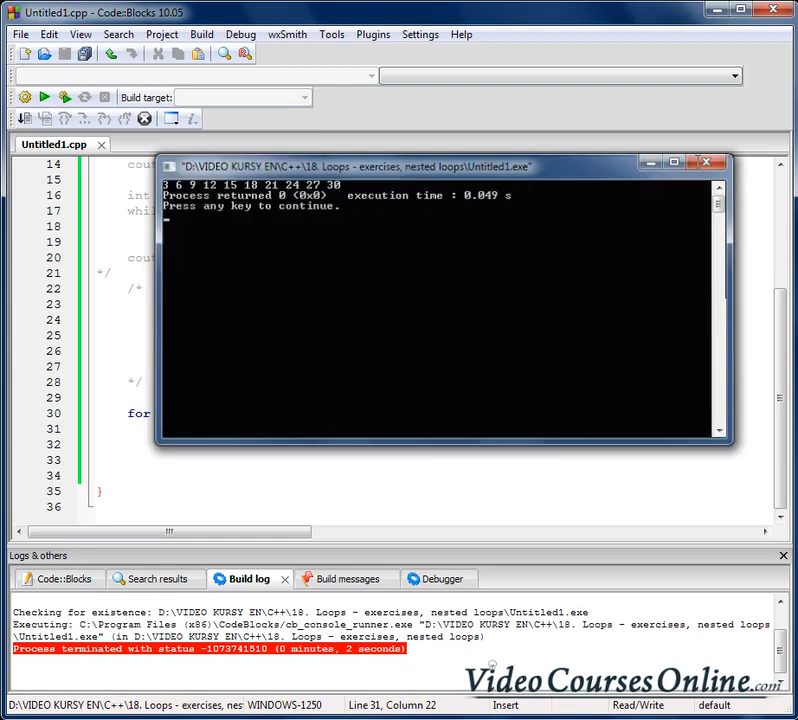 Untitled1.cpp - Code::Blocks 10.05
File Edit View Search Project Build Debug wxSmith Tools Plugins Settings Help
Build target:
Untitled1.cpp
14 cout
15
16 int
17 whil
18
19
20 cout
21 */
22 /*
23
24
25
26
27
28 */
29
30 for
31
32
33
34
35 }
36
"D:\VIDEO KURSY EN\C++\18. Loops - exercises, nested loops\Untitled1.exe"
3 6 9 12 15 18 21 24 27 30
Process returned 0 (0x0) execution time : 0.049 s
Press any key to continue.
Logs & others
Code::Blocks Search results Build log Build messages Debugger
Checking for existence: D:\VIDEO KURSY EN\C++\18. Loops - exercises, nested loops\Untitled1.exe
Executing: C:\Program Files (x86)\CodeBlocks/cb_console_runner.exe "D:\VIDEO KURSY EN\C++\18. Loops - exercises, nested loops
\Untitled1.exe" (in D:\VIDEO KURSY EN\C++\18. Loops - exercises, nested loops)
Process terminated with status -1073741510 (0 minutes, 2 seconds)
VideoCoursesOnline.com
D:\VIDEO KURSY EN\C++\18. Loops - exercises, nes WINDOWS-1250 Line 31, Column 22 Insert Read/Write default